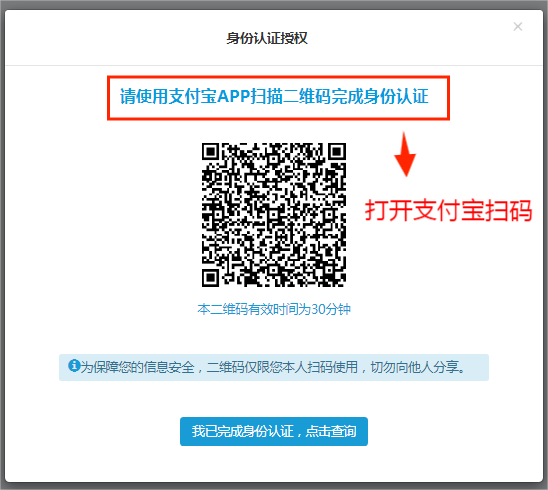 身份认证授权
×
请使用支付宝APP扫描二维码完成身份认证
打开支付宝扫码
本二维码有效时间为30分钟
为保障您的信息安全，二维码仅限您本人扫码使用，切勿向他人分享。
我已完成身份认证，点击查询